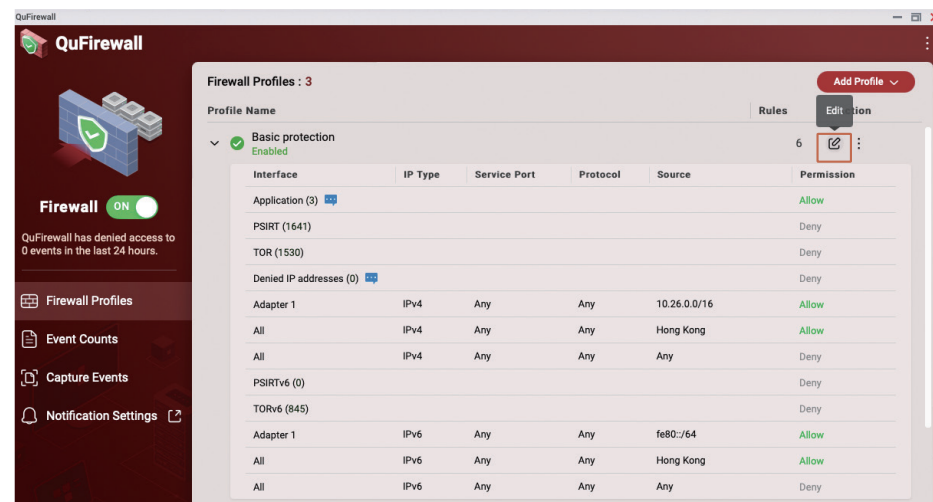 QuFirewall
QuFirewall
Firewall ON
QuFirewall has denied access to
0 events in the last 24 hours.
Firewall Profiles
Event Counts
Capture Events
Notification Settings
Firewall Profiles : 3
Add Profile
Profile Name Rules
Edit
Basic protection
Enabled
6
Interface IP Type Service Port Protocol Source Permission
Application (3) Allow
PSIRT (1641) Deny
TOR (1530) Deny
Denied IP addresses (0) Deny
Adapter 1 IPv4 Any Any 10.26.0.0/16 Allow
All IPv4 Any Any Hong Kong Allow
All IPv4 Any Any Any Deny
PSIRTv6 (0) Deny
TORv6 (845) Deny
Adapter 1 IPv6 Any Any fe80::/64 Allow
All IPv6 Any Any Hong Kong Allow
All IPv6 Any Any Any Deny